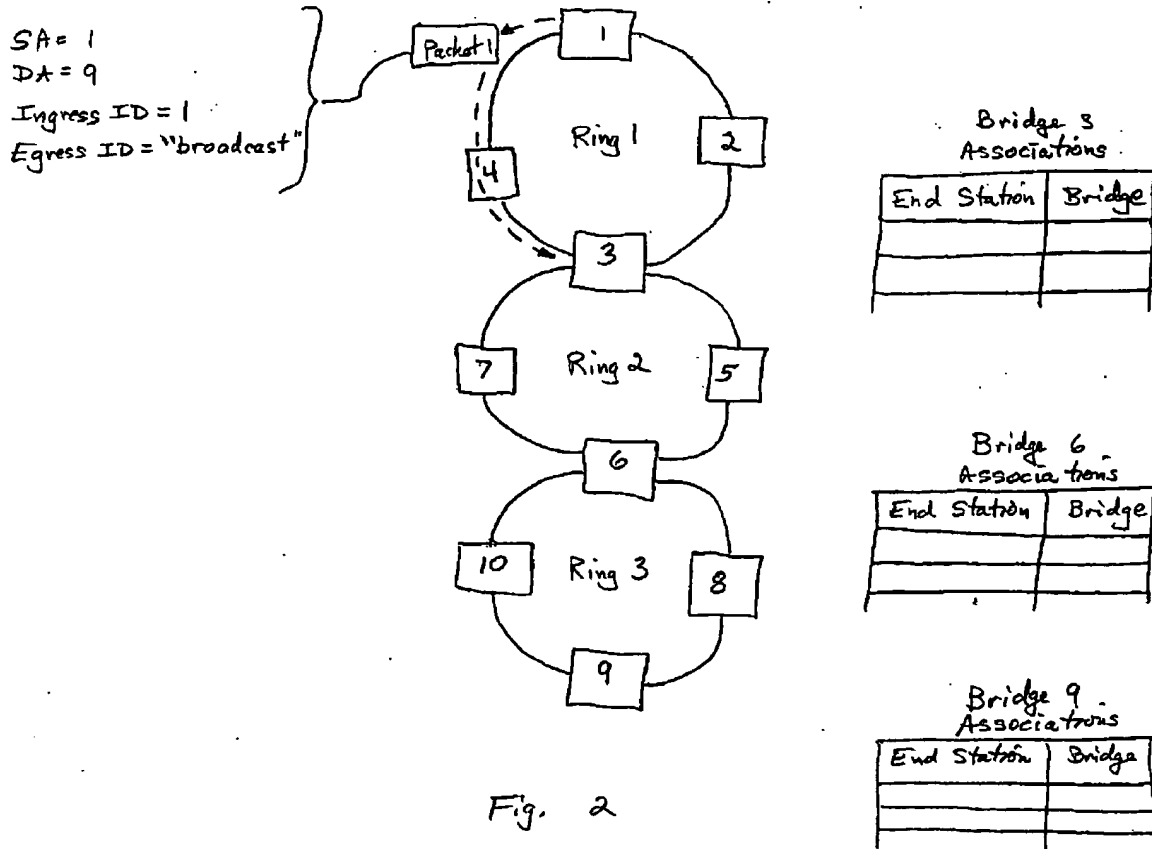 SA = 1
DA = 9
Ingress ID = 1
Egress ID = "broadcast"
Packet 1
1
Ring 1
2
4
3
7
Ring 2
5
6
10
Ring 3
8
9
Bridge 3
Associations
End Station Bridge
Bridge 6
Associations
End Station Bridge
Bridge 9
Associations
End Station Bridge
Fig. 2